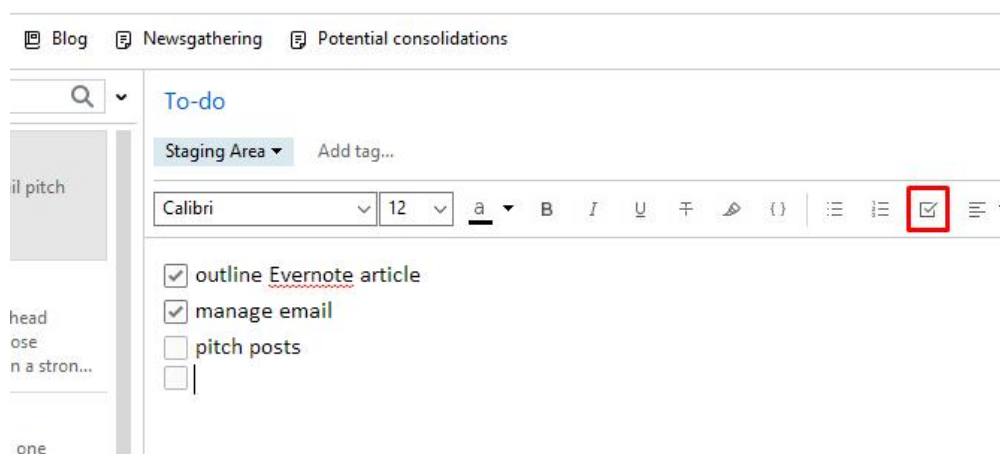 Blog Newsgathering Potential consolidations
To-do
Staging Area Add tag...
il pitch
Calibri 12 a B I U T {}
outline Evernote article
manage email
head
ose
pitch posts
n a stron...
one